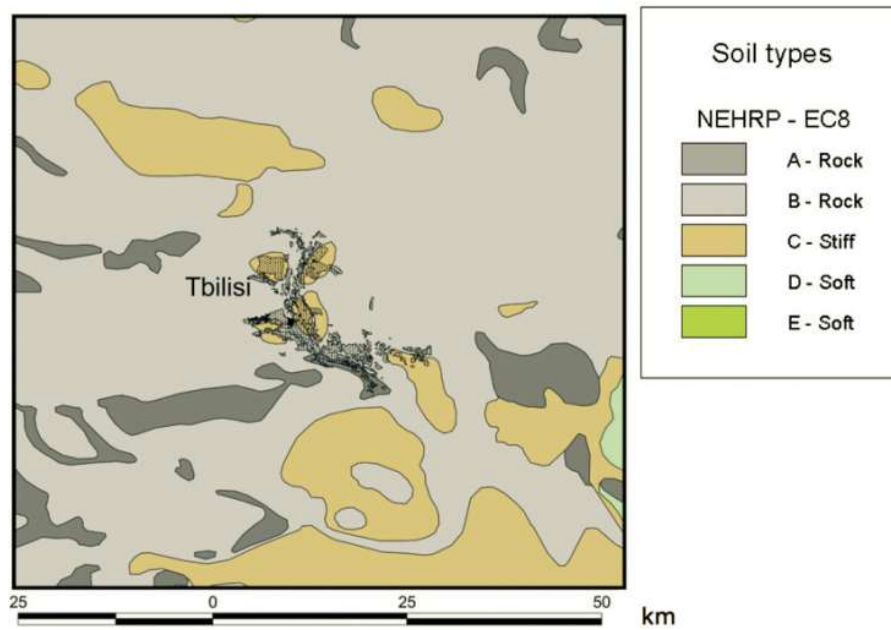 Tbilisi
25 0 25 50 km
Soil types
NEHRP - EC8
A - Rock
B - Rock
C - Stiff
D - Soft
E - Soft